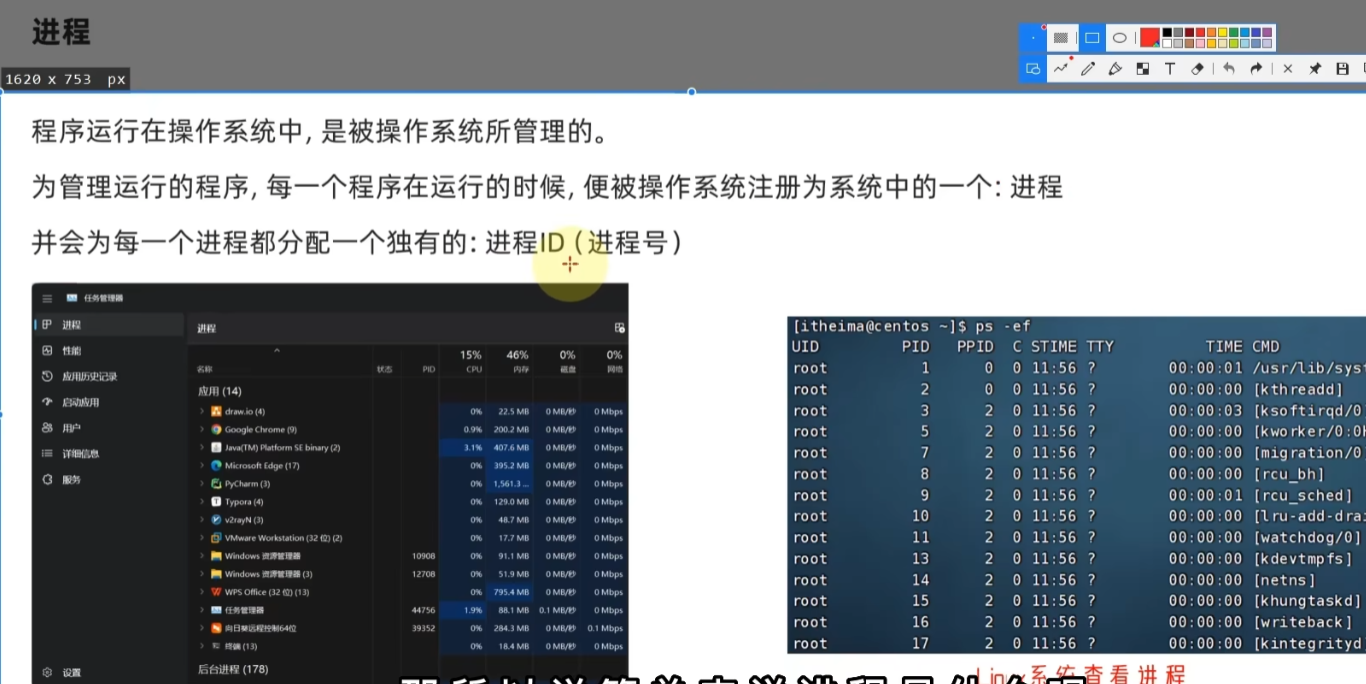 进程
1620 x 753 px
T
程序运行在操作系统中, 是被操作系统所管理的。
为管理运行的程序, 每一个程序在运行的时候, 便被操作系统注册为系统中的一个: 进程
并会为每一个进程都分配一个独有的: 进程ID（进程号）
任务管理器
进程
性能
应用历史记录
启动应用
用户
详细信息
服务
设置
进程
15% 46% 0% 0%
名称 状态 PID CPU 内存 磁盘 网络
应用 (14)
draw.io (4) 0% 22.5 MB 0 MB/秒 0 Mbps
Google Chrome (9) 0.9% 200.2 MB 0 MB/秒 0 Mbps
Java(TM) Platform SE binary (2) 3.1% 407.6 MB 0 MB/秒 0 Mbps
Microsoft Edge (17) 0% 395.2 MB 0 MB/秒 0 Mbps
PyCharm (3) 0% 1,561.3 ... 0 MB/秒 0 Mbps
Typora (4) 0% 129.0 MB 0 MB/秒 0 Mbps
v2rayN (3) 0% 48.7 MB 0 MB/秒 0 Mbps
VMware Workstation (32 位) (2) 0% 17.7 MB 0 MB/秒 0 Mbps
Windows 资源管理器 10908 0% 91.1 MB 0 MB/秒 0 Mbps
Windows 资源管理器 (3) 12708 0% 51.9 MB 0 MB/秒 0 Mbps
WPS Office (32 位) (13) 0% 795.4 MB 0 MB/秒 0 Mbps
任务管理器 44756 1.9% 88.1 MB 0.1 MB/秒 0 Mbps
向日葵远程控制64位 39352 0% 284.3 MB 0 MB/秒 0.1 Mbps
终端 (13) 0% 18.4 MB 0 MB/秒 0 Mbps
后台进程 (178)
[itheima@centos ~]$ ps -ef
UID PID PPID C STIME TTY TIME CMD
root 1 0 0 11:56 ? 00:00:01 /usr/lib/syst
root 2 0 0 11:56 ? 00:00:00 [kthreadd]
root 3 2 0 11:56 ? 00:00:03 [ksoftirqd/0
root 5 2 0 11:56 ? 00:00:00 [kworker/0:0H
root 7 2 0 11:56 ? 00:00:00 [migration/0
root 8 2 0 11:56 ? 00:00:00 [rcu_bh]
root 9 2 0 11:56 ? 00:00:01 [rcu_sched]
root 10 2 0 11:56 ? 00:00:00 [lru-add-drai
root 11 2 0 11:56 ? 00:00:00 [watchdog/0]
root 13 2 0 11:56 ? 00:00:00 [kdevtmpfs]
root 14 2 0 11:56 ? 00:00:00 [netns]
root 15 2 0 11:56 ? 00:00:00 [khungtaskd]
root 16 2 0 11:56 ? 00:00:00 [writeback]
root 17 2 0 11:56 ? 00:00:00 [kintegrityd
Linux系统查看进程